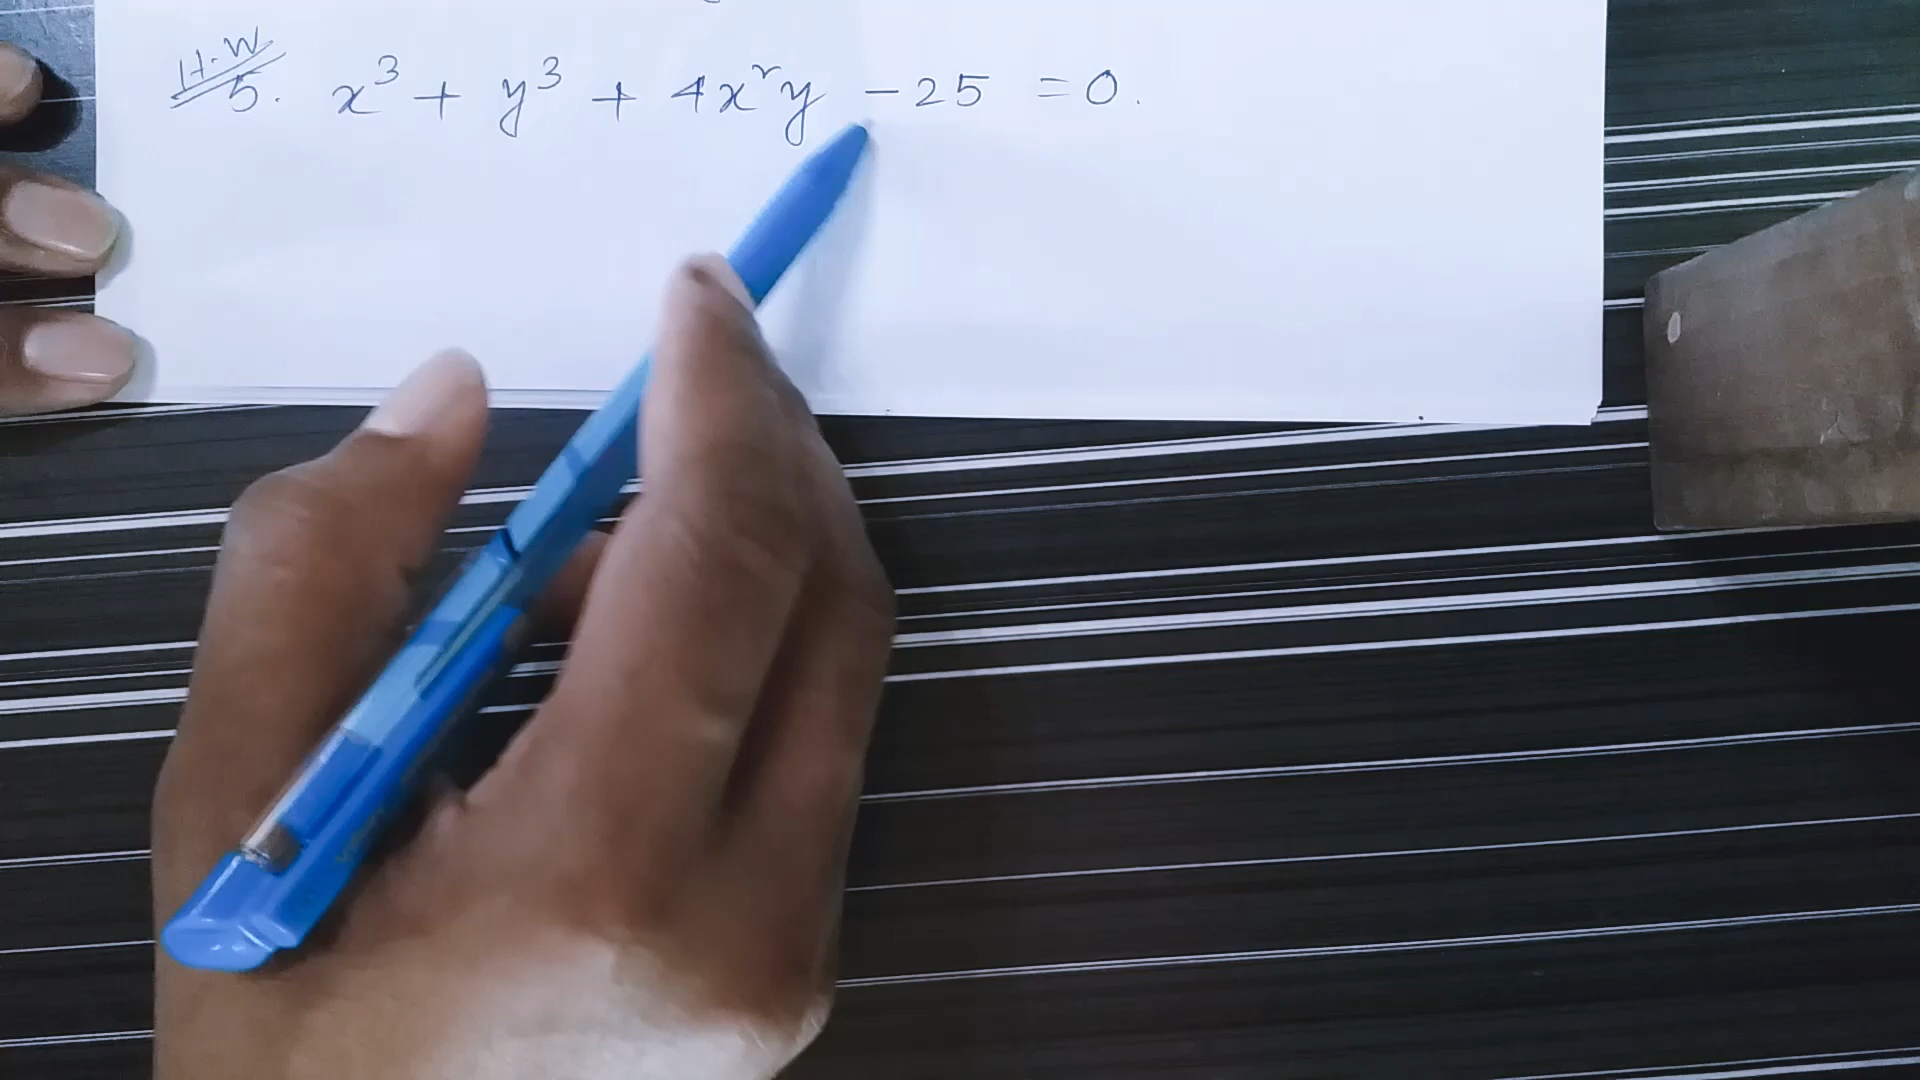 H.W
5. x³ + y³ + 4x²y - 25 = 0.